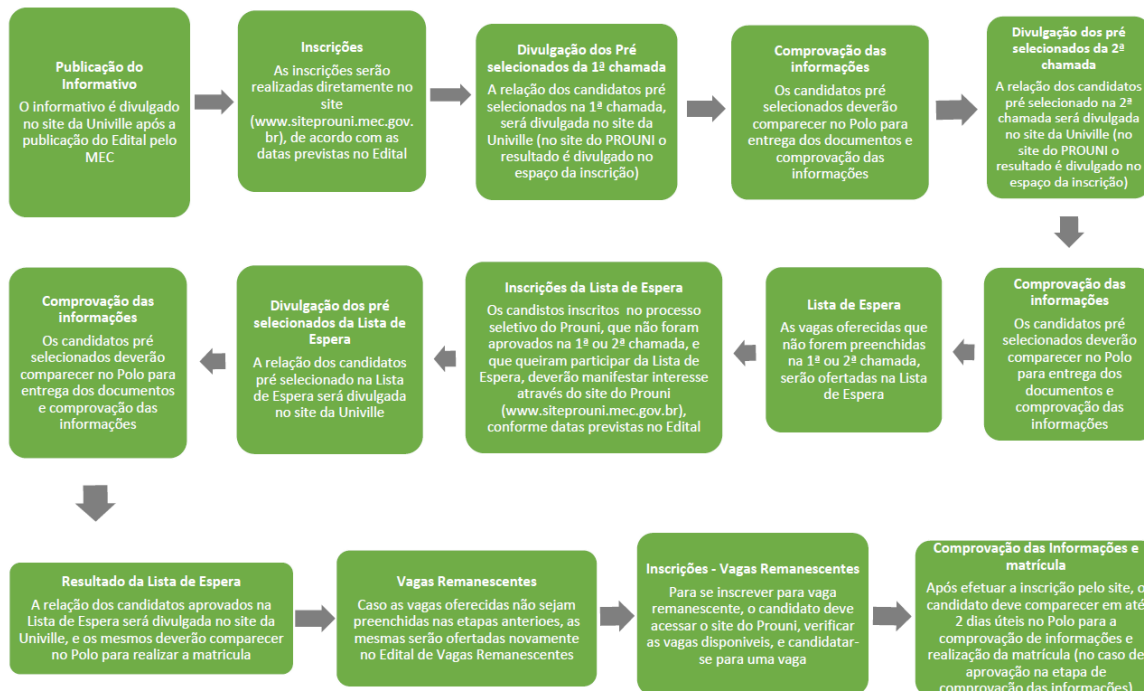 Publicação do
Informativo
O informativo é divulgado
no site da Univille após a
publicação do Edital pelo
MEC
Inscrições
As inscrições serão
realizadas diretamente no
site
(www.siteprouni.mec.gov.
br), de acordo com as
datas previstas no Edital
Divulgação dos Pré
selecionados da 1ª chamada
A relação dos candidatos pré
selecionados na 1ª chamada,
será divulgada no site da
Univille (no site do PROUNI o
resultado é divulgado no
espaço da inscrição)
Comprovação das
informações
Os candidatos pré
selecionados deverão
comparecer no Polo para
entrega dos documentos e
comprovação das
informações
Divulgação dos pré
selecionados da 2ª
chamada
A relação dos candidatos
pré selecionado na 2ª
chamada será divulgada
no site da Univille (no
site do PROUNI o
resultado é divulgado no
espaço da inscrição)
Comprovação das
informações
Os candidatos pré
selecionados deverão
comparecer no Polo
para entrega dos
documentos e
comprovação das
informações
Lista de Espera
As vagas oferecidas que
não forem preenchidas
na 1ª ou 2ª chamada,
serão ofertadas na Lista
de Espera
Inscrições da Lista de Espera
Os candistos inscritos no processo
seletivo do Prouni, que não foram
aprovados na 1ª ou 2ª chamada, e
que queiram participar da Lista de
Espera, deverão manifestar interesse
através do site do Prouni
(www.siteprouni.mec.gov.br),
conforme datas previstas no Edital
Divulgação dos pré
selecionados da Lista de
Espera
A relação dos candidatos
pré selecionado na Lista
de Espera será divulgada
no site da Univille
Comprovação das
informações
Os candidatos pré
selecionados deverão
comparecer no Polo para
entrega dos documentos
e comprovação das
informações
Resultado da Lista de Espera
A relação dos candidatos aprovados na
Lista de Espera será divulgada no site da
Univille, e os mesmos deverão comparecer
no Polo para realizar a matricula
Vagas Remanescentes
Caso as vagas oferecidas não sejam
preenchidas nas etapas anterioes, as
mesmas serão ofertadas novamente
no Edital de Vagas Remanescentes
Inscrições - Vagas Remanescentes
Para se inscrever para vaga
remanescente, o candidato deve
acessar o site do Prouni, verificar
as vagas disponiveis, e candidatar-
se para uma vaga
Comprovação das Informações e
matrícula
Após efetuar a inscrição pelo site, o
candidato deve comparecer em até
2 dias úteis no Polo para a
comprovação de informações e
realização da matrícula (no caso de
aprovação na etapa de
comprovação das informações)